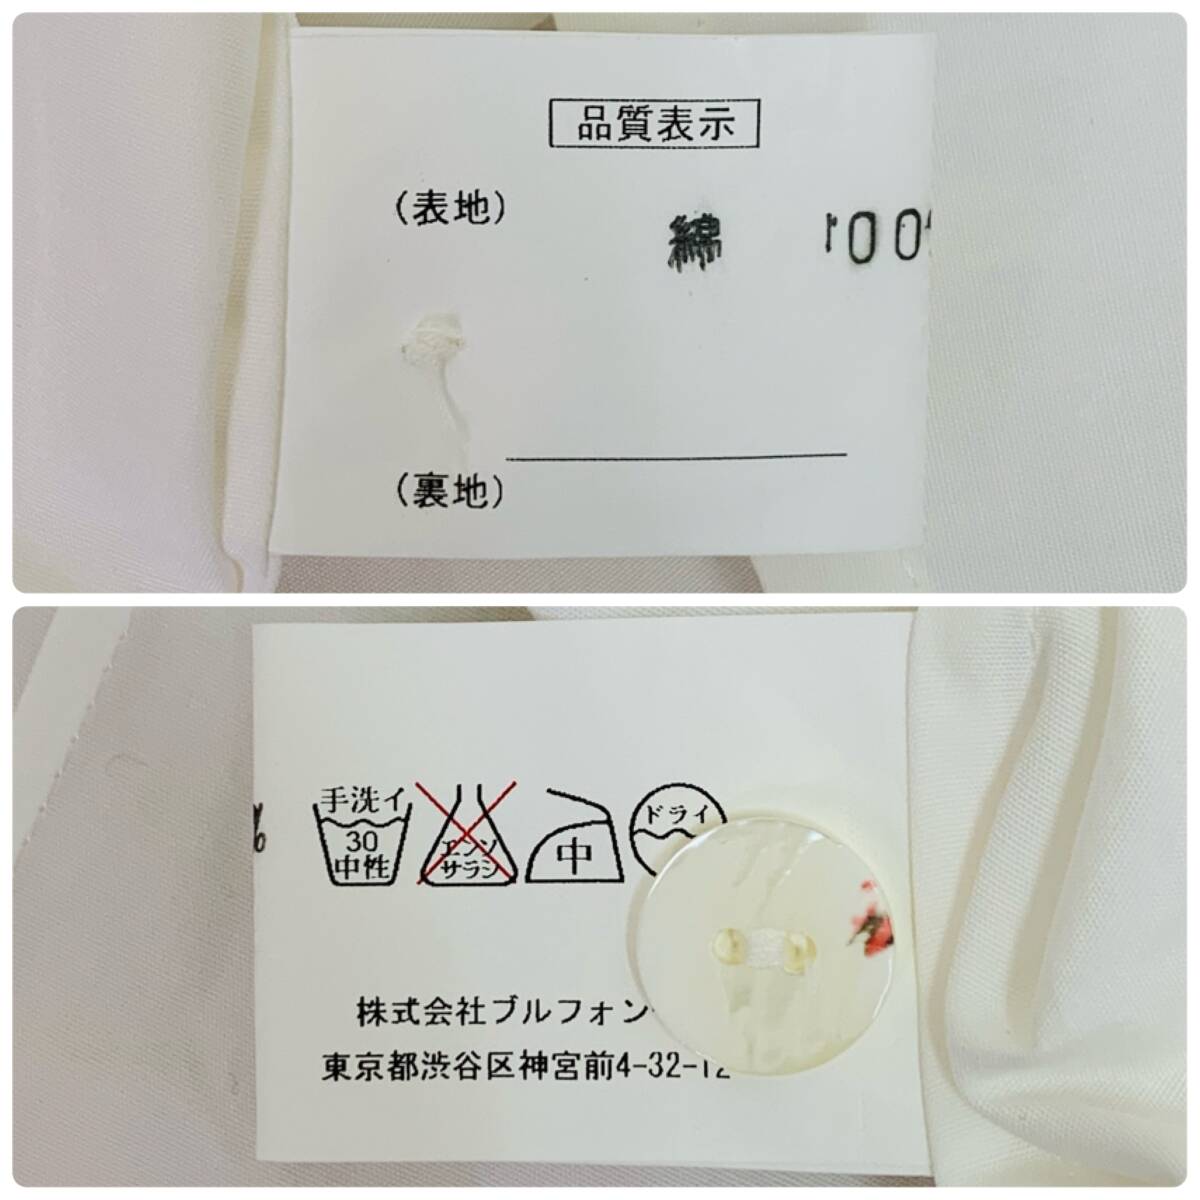 品質表示
(表地)
綿 100%
(裏地)
手洗イ
30
中性
エンソ
サラシ
中
ドライ
株式会社ブルフォン
東京都渋谷区神宮前4-32-12